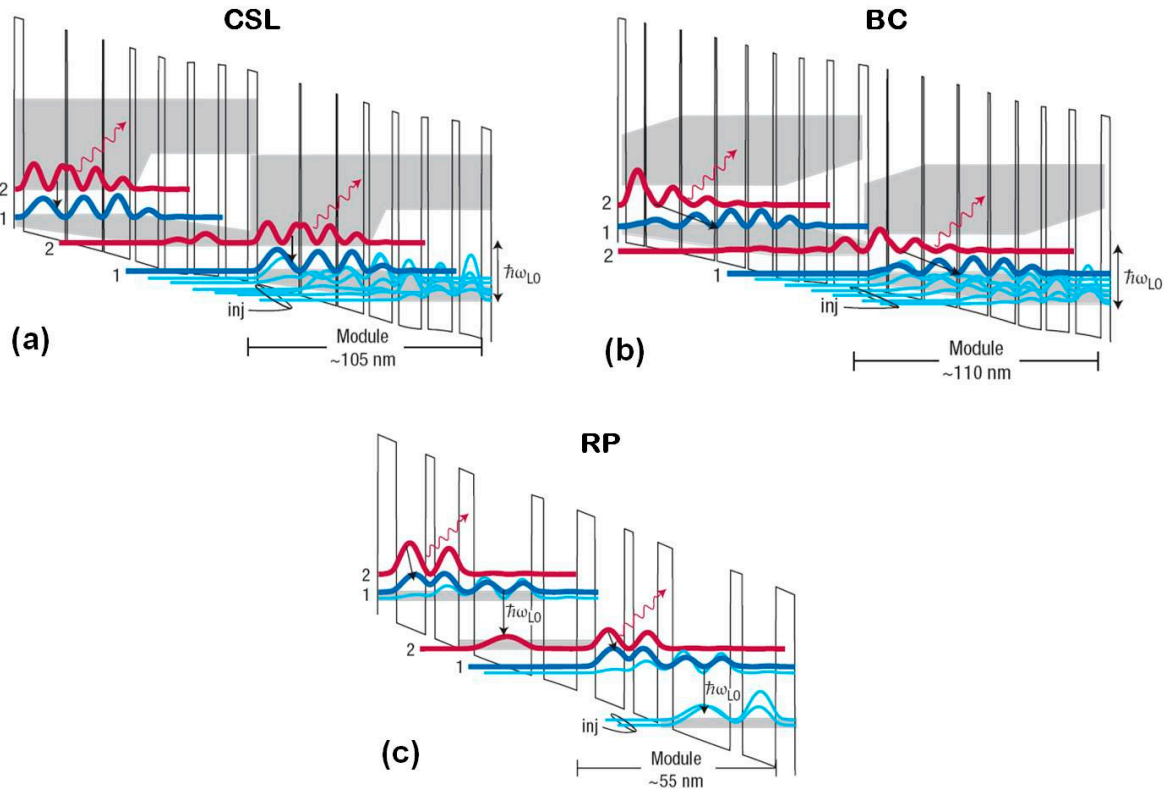 CSL
2
1
2
1
ħωLO
inj
(a)
Module
~105 nm
BC
2
1
2
1
ħωLO
inj
(b)
Module
~110 nm
RP
2
1
ħωLO
2
1
ħωLO
inj
(c)
Module
~55 nm